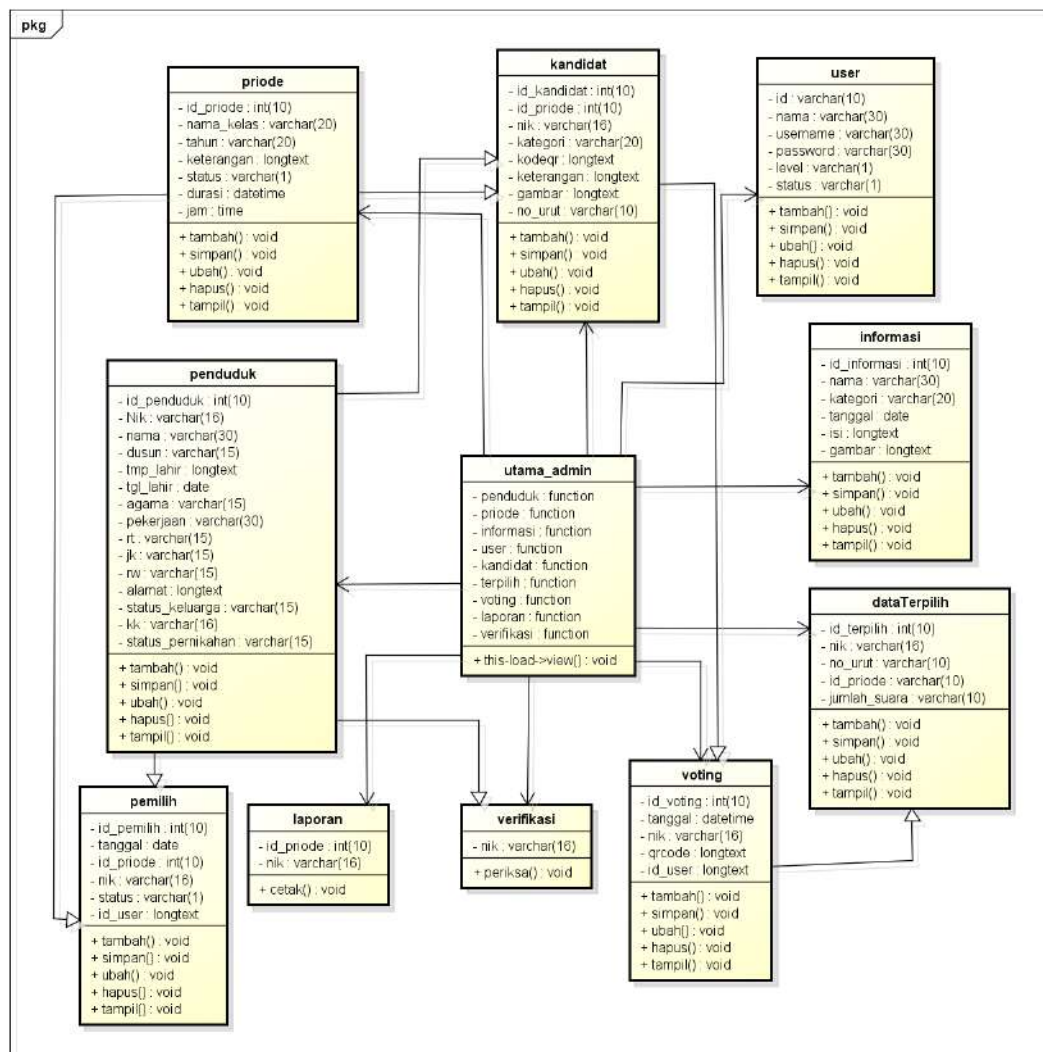 pkg
priode
- id_priode : int(10)
- nama_kelas : varchar(20)
- tahun : varchar(20)
- keterangan : longtext
- status : varchar(1)
- durasi : datetime
- jam : time
+ tambah() : void
+ simpan() : void
+ ubah() : void
+ hapus() : void
+ tampil() : void
kandidat
- id_kandidat : int(10)
- id_priode : int(10)
- nik : varchar(16)
- kategori : varchar(20)
- kodeqr : longtext
- keterangan : longtext
- gambar : longtext
- no_urut : varchar(10)
+ tambah() : void
+ simpan() : void
+ ubah() : void
+ hapus() : void
+ tampil() : void
user
- id : varchar(10)
- nama : varchar(30)
- username : varchar(30)
- password : varchar(30)
- level : varchar(1)
- status : varchar(1)
+ tambah() : void
+ simpan() : void
+ ubah() : void
+ hapus() : void
+ tampil() : void
penduduk
- id_penduduk : int(10)
- Nik : varchar(16)
- nama : varchar(30)
- dusun : varchar(15)
- tmp_lahir : longtext
- tgl_lahir : date
- agama : varchar(15)
- pekerjaan : varchar(30)
- rt : varchar(15)
- jk : varchar(15)
- rw : varchar(15)
- alamat : longtext
- status_keluarga : varchar(15)
- kk : varchar(16)
- status_pernikahan : varchar(15)
+ tambah() : void
+ simpan() : void
+ ubah() : void
+ hapus() : void
+ tampil() : void
utama_admin
- penduduk : function
- priode : function
- informasi : function
- user : function
- kandidat : function
- terpilih : function
- voting : function
- laporan : function
- verifikasi : function
+ this-load->view() : void
informasi
- id_informasi : int(10)
- nama : varchar(30)
- kategori : varchar(20)
- tanggal : date
- isi : longtext
- gambar : longtext
+ tambah() : void
+ simpan() : void
+ ubah() : void
+ hapus() : void
+ tampil() : void
dataTerpilih
- id_terpilih : int(10)
- nik : varchar(16)
- no_urut : varchar(10)
- id_priode : varchar(10)
- jumlah_suara : varchar(10)
+ tambah() : void
+ simpan() : void
+ ubah() : void
+ hapus() : void
+ tampil() : void
pemilih
- id_pemilih : int(10)
- tanggal : date
- id_priode : int(10)
- nik : varchar(16)
- status : varchar(1)
- id_user : longtext
+ tambah() : void
+ simpan() : void
+ ubah() : void
+ hapus() : void
+ tampil() : void
laporan
- id_priode : int(10)
- nik : varchar(16)
+ cetak() : void
verifikasi
- nik : varchar(16)
+ periksa() : void
voting
- id_voting : int(10)
- tanggal : datetime
- nik : varchar(16)
- qrcode : longtext
- id_user : longtext
+ tambah() : void
+ simpan() : void
+ ubah() : void
+ hapus() : void
+ tampil() : void